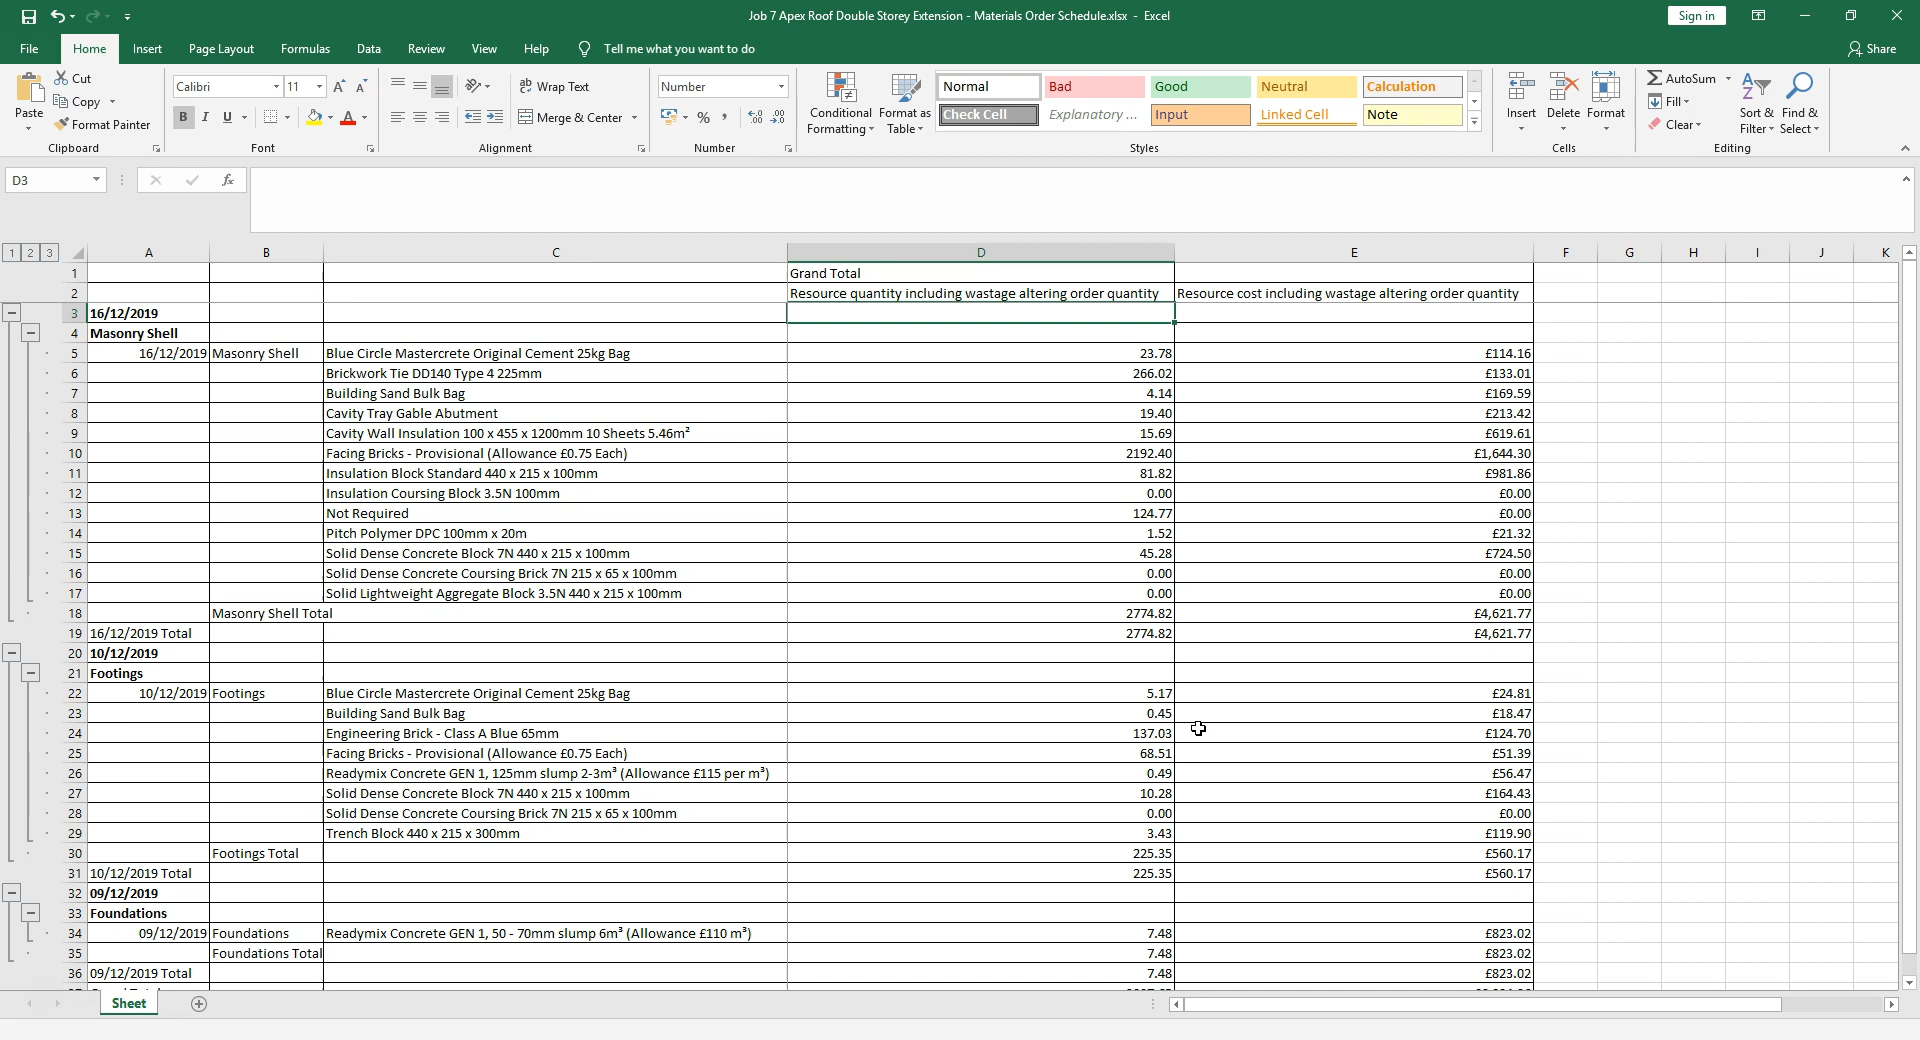 Job 7 Apex Roof Double Storey Extension - Materials Order Schedule.xlsx - Excel
Sign in
File Home Insert Page Layout Formulas Data Review View Help Tell me what you want to do Share
Cut
Copy
Format Painter
Paste
Clipboard
Calibri 11
B I U
Font
Wrap Text
Merge & Center
Alignment
Number
% ,
Number
Conditional Formatting
Format as Table
Normal Bad Good Neutral Calculation
Check Cell Explanatory ... Input Linked Cell Note
Styles
Insert Delete Format
Cells
AutoSum
Fill
Clear
Sort & Filter
Find & Select
Editing
D3 fx
1 2 3 A B C D E F G H I J K
1 Grand Total
2 Resource quantity including wastage altering order quantity Resource cost including wastage altering order quantity
3 16/12/2019
4 Masonry Shell
5 16/12/2019 Masonry Shell Blue Circle Mastercrete Original Cement 25kg Bag 23.78 £114.16
6 Brickwork Tie DD140 Type 4 225mm 266.02 £133.01
7 Building Sand Bulk Bag 4.14 £169.59
8 Cavity Tray Gable Abutment 19.40 £213.42
9 Cavity Wall Insulation 100 x 455 x 1200mm 10 Sheets 5.46m² 15.69 £619.61
10 Facing Bricks - Provisional (Allowance £0.75 Each) 2192.40 £1,644.30
11 Insulation Block Standard 440 x 215 x 100mm 81.82 £981.86
12 Insulation Coursing Block 3.5N 100mm 0.00 £0.00
13 Not Required 124.77 £0.00
14 Pitch Polymer DPC 100mm x 20m 1.52 £21.32
15 Solid Dense Concrete Block 7N 440 x 215 x 100mm 45.28 £724.50
16 Solid Dense Concrete Coursing Brick 7N 215 x 65 x 100mm 0.00 £0.00
17 Solid Lightweight Aggregate Block 3.5N 440 x 215 x 100mm 0.00 £0.00
18 Masonry Shell Total 2774.82 £4,621.77
19 16/12/2019 Total 2774.82 £4,621.77
20 10/12/2019
21 Footings
22 10/12/2019 Footings Blue Circle Mastercrete Original Cement 25kg Bag 5.17 £24.81
23 Building Sand Bulk Bag 0.45 £18.47
24 Engineering Brick - Class A Blue 65mm 137.03 £124.70
25 Facing Bricks - Provisional (Allowance £0.75 Each) 68.51 £51.39
26 Readymix Concrete GEN 1, 125mm slump 2-3m³ (Allowance £115 per m³) 0.49 £56.47
27 Solid Dense Concrete Block 7N 440 x 215 x 100mm 10.28 £164.43
28 Solid Dense Concrete Coursing Brick 7N 215 x 65 x 100mm 0.00 £0.00
29 Trench Block 440 x 215 x 300mm 3.43 £119.90
30 Footings Total 225.35 £560.17
31 10/12/2019 Total 225.35 £560.17
32 09/12/2019
33 Foundations
34 09/12/2019 Foundations Readymix Concrete GEN 1, 50 - 70mm slump 6m³ (Allowance £110 m³) 7.48 £823.02
35 Foundations Total 7.48 £823.02
36 09/12/2019 Total 7.48 £823.02
Sheet